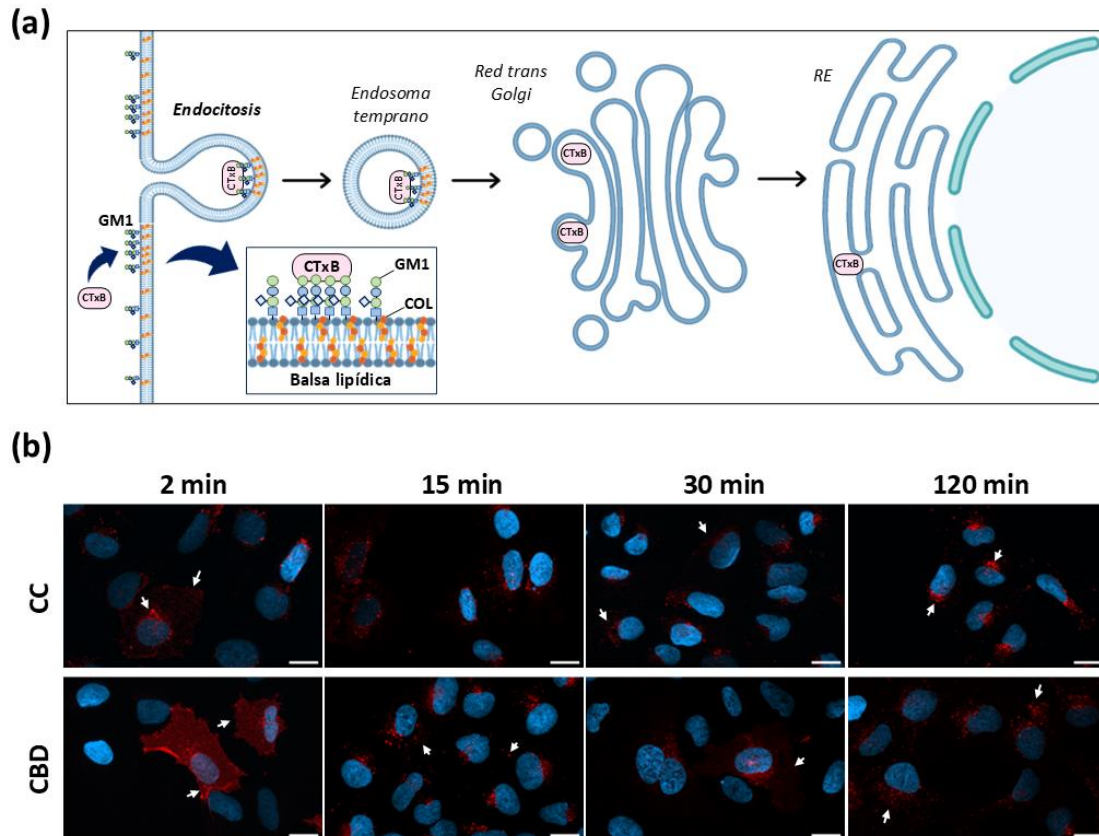 (a)
Endocitosis
Endosoma
temprano
Red trans
Golgi
RE
CTxB
CTxB
CTxB
CTxB
CTxB
GM1
CTxB
CTxB
GM1
COL
Balsa lipídica
(b)
2 min
15 min
30 min
120 min
CC
CBD